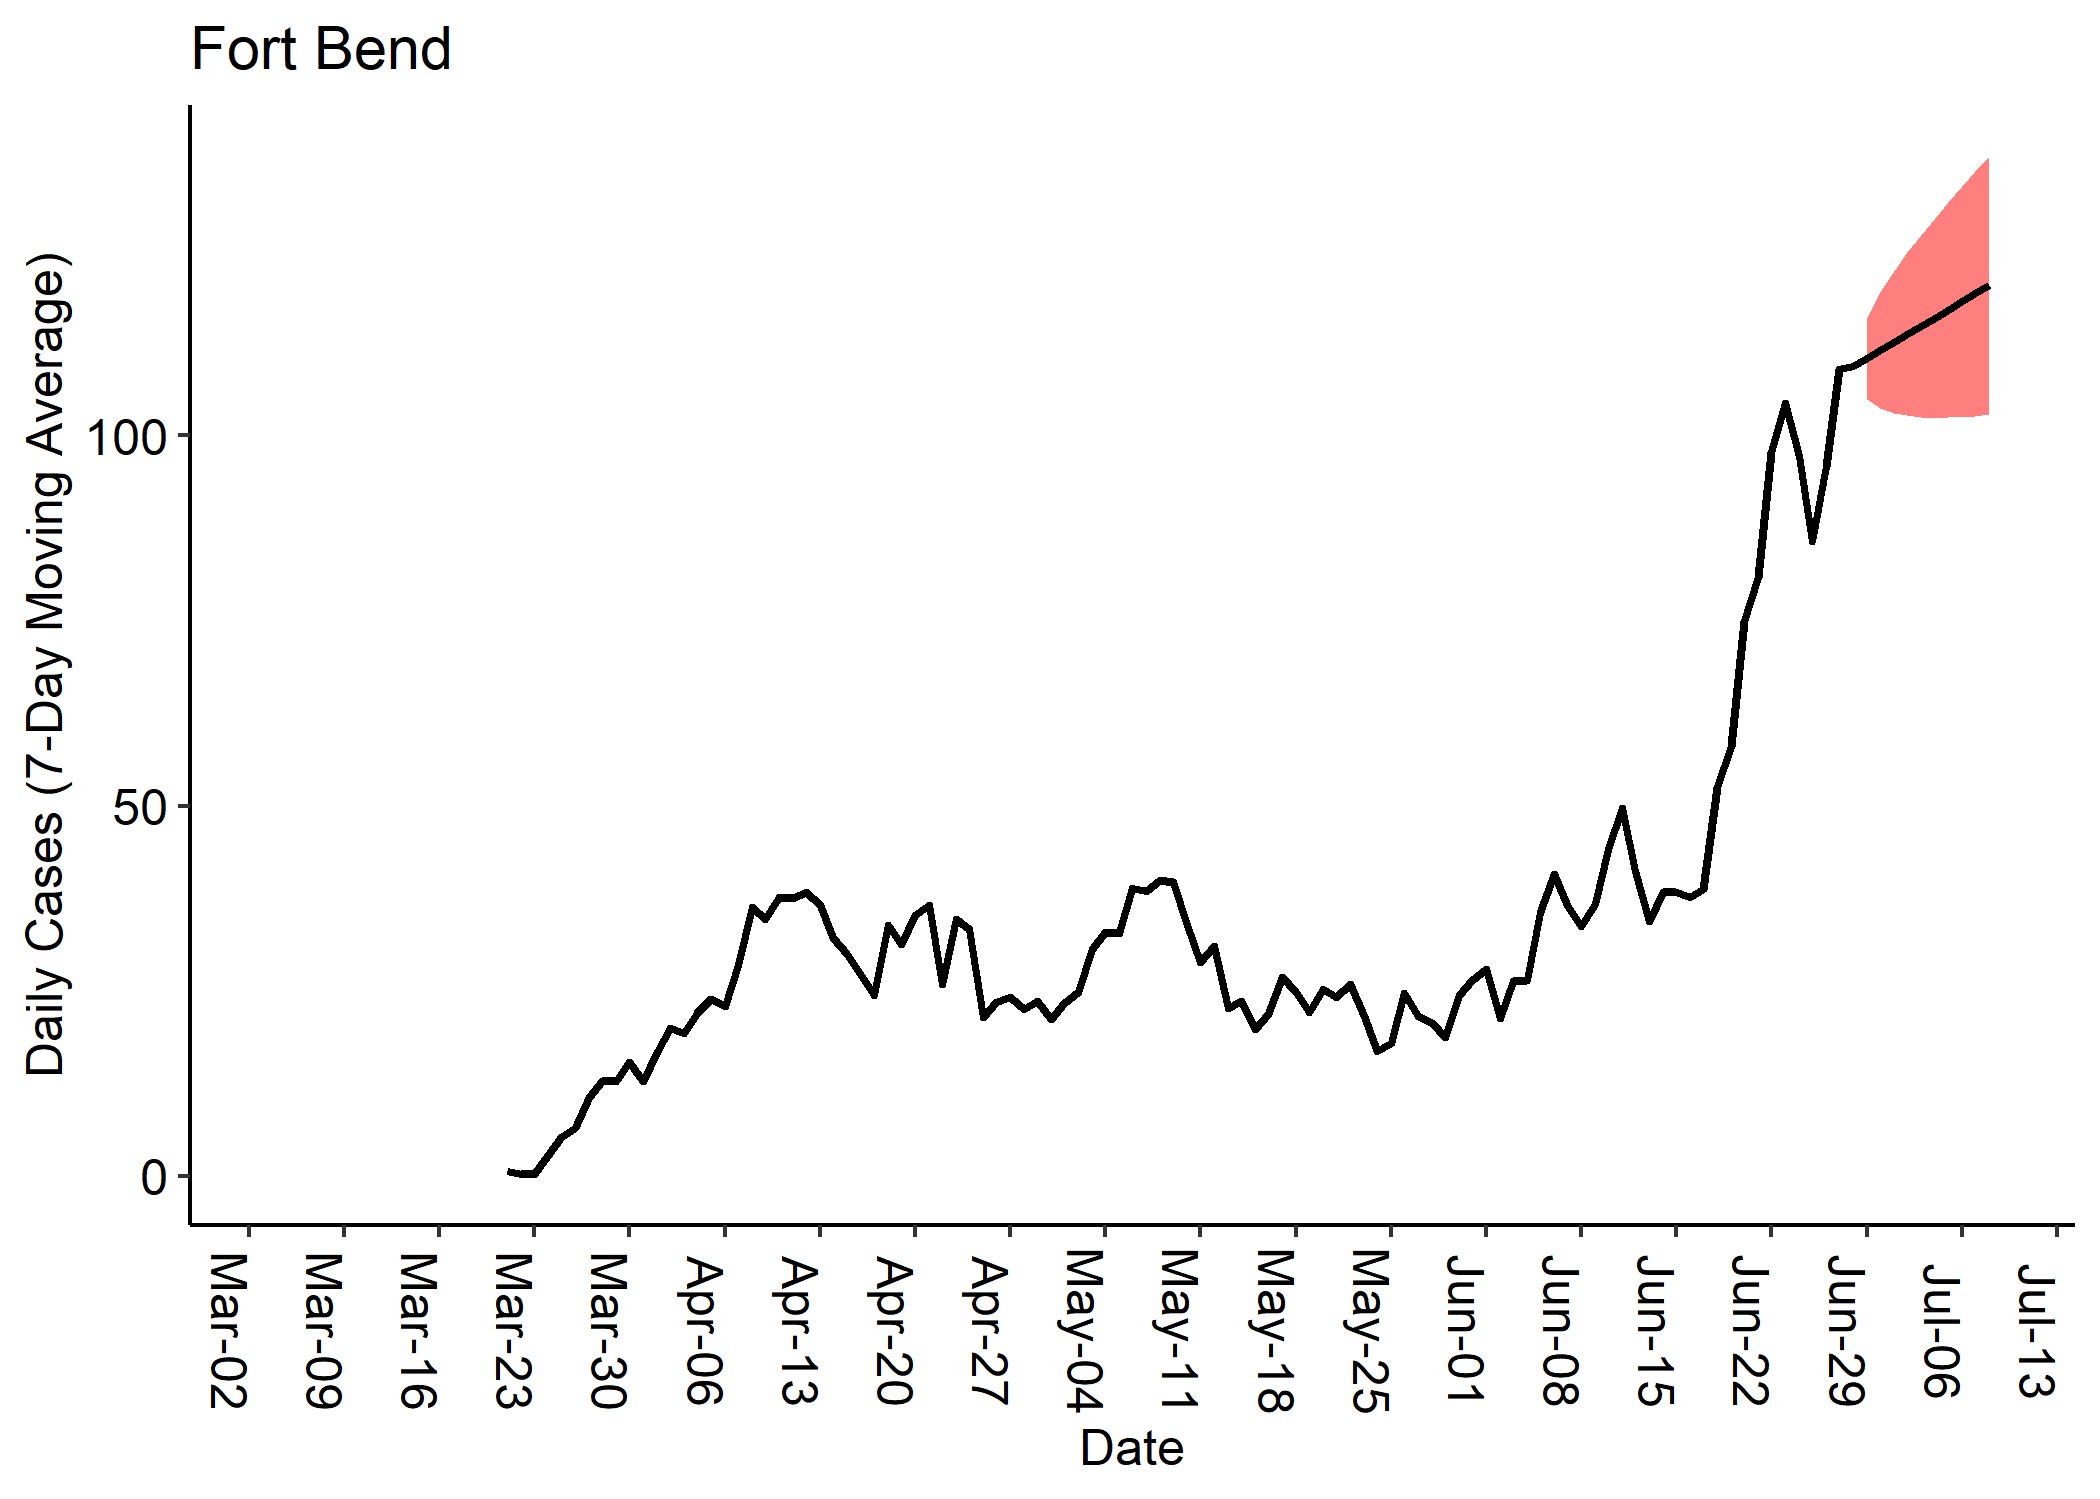 Fort Bend
Daily Cases (7-Day Moving Average)
100
50
0
Mar-02
Mar-09
Mar-16
Mar-23
Mar-30
Apr-06
Apr-13
Apr-20
Apr-27
May-04
May-11
May-18
May-25
Jun-01
Jun-08
Jun-15
Jun-22
Jun-29
Jul-06
Jul-13
Date